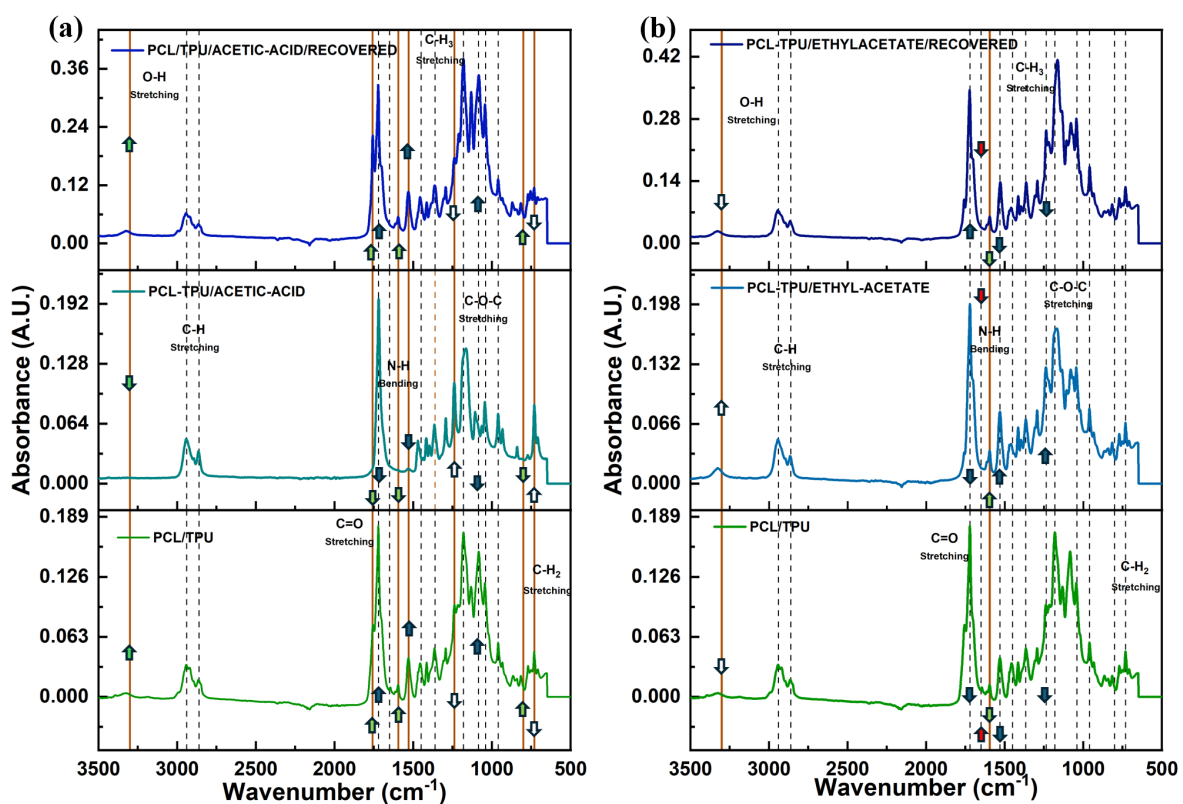 (a)
PCL/TPU/ACETIC-ACID/RECOVERED
C-H3
Stretching
O-H
Stretching
0.36
0.24
0.12
0.00
PCL-TPU/ACETIC-ACID
C-O-C
Stretching
C-H
Stretching
N-H
Bending
0.192
0.128
0.064
0.000
PCL/TPU
C=O
Stretching
C-H2
Stretching
0.189
0.126
0.063
0.000
Absorbance (A.U.)
3500 3000 2500 2000 1500 1000 500
Wavenumber (cm-1)
(b)
PCL-TPU/ETHYLACETATE/RECOVERED
C-H3
Stretching
O-H
Stretching
0.42
0.28
0.14
0.00
PCL-TPU/ETHYL-ACETATE
C-O-C
Stretching
N-H
Bending
C-H
Stretching
0.198
0.132
0.066
0.000
PCL/TPU
C=O
Stretching
C-H2
Stretching
0.189
0.126
0.063
0.000
Absorbance (A.U.)
3500 3000 2500 2000 1500 1000 500
Wavenumber (cm-1)